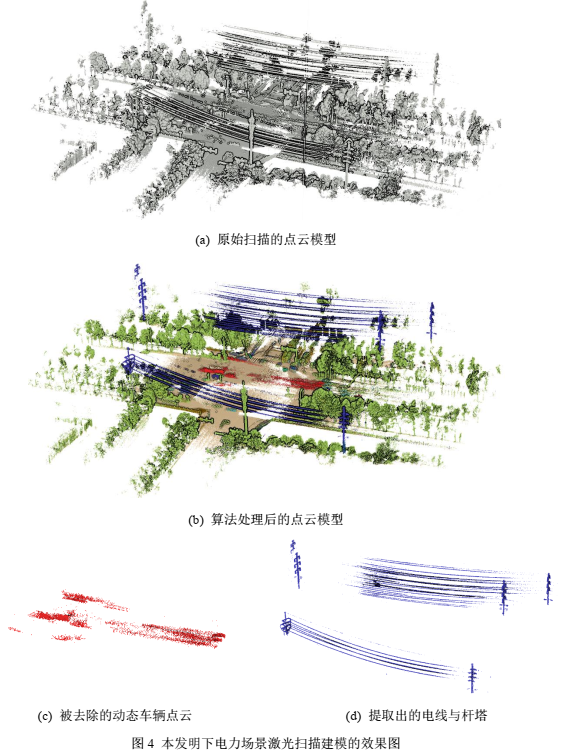 (a) 原始扫描的点云模型
(b) 算法处理后的点云模型
(c) 被去除的动态车辆点云
(d) 提取出的电线与杆塔
图 4 本发明下电力场景激光扫描建模的效果图